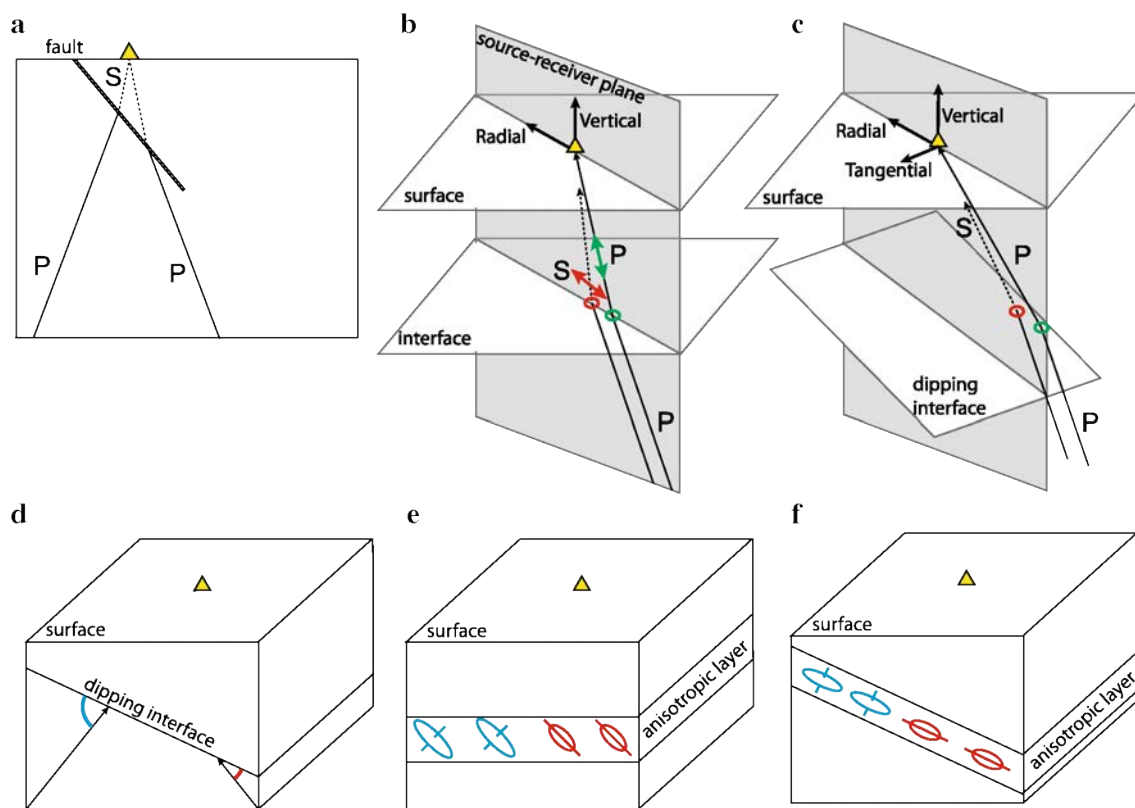 a
fault
S
P
P
b
source-receiver plane
Vertical
Radial
surface
P
S
interface
P
c
Vertical
Radial
Tangential
surface
S
P
dipping
interface
P
d
surface
dipping interface
e
surface
anisotropic layer
f
surface
anisotropic layer